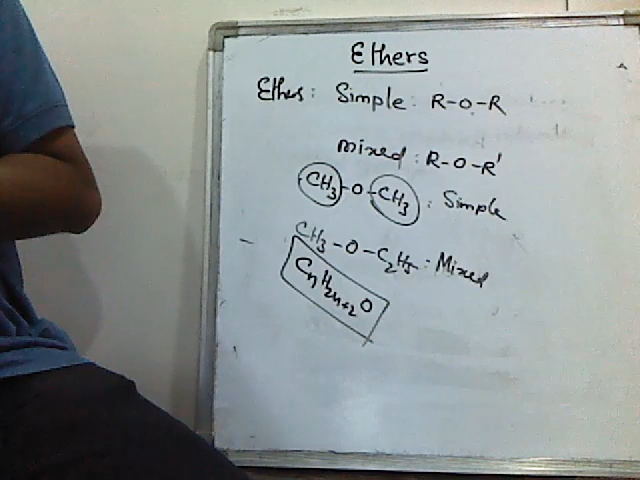 Ethers
Ethers: Simple: R-O-R
mixed: R-O-R'
CH₃-O-CH₃: Simple
CH₃-O-C₂H₅: Mixed
CₙH₂ₙ₊₂O